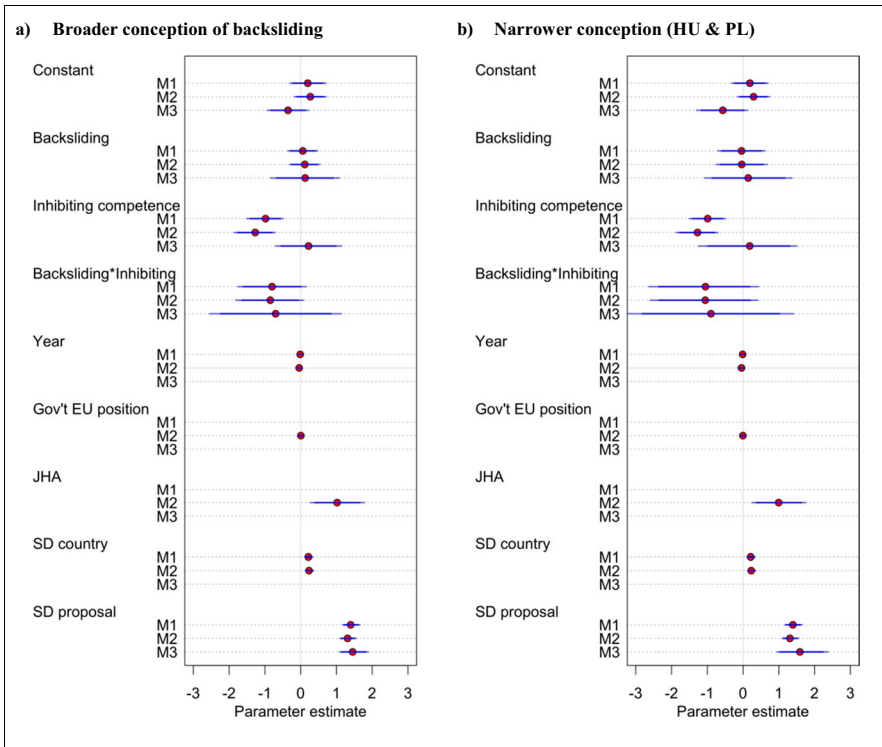 a) Broader conception of backsliding
Constant
M1
M2
M3
Backsliding
M1
M2
M3
Inhibiting competence
M1
M2
M3
Backsliding*Inhibiting
M1
M2
M3
Year
M1
M2
M3
Gov't EU position
M1
M2
M3
JHA
M1
M2
M3
SD country
M1
M2
M3
SD proposal
M1
M2
M3
-3 -2 -1 0 1 2 3
Parameter estimate
b) Narrower conception (HU & PL)
Constant
M1
M2
M3
Backsliding
M1
M2
M3
Inhibiting competence
M1
M2
M3
Backsliding*Inhibiting
M1
M2
M3
Year
M1
M2
M3
Gov't EU position
M1
M2
M3
JHA
M1
M2
M3
SD country
M1
M2
M3
SD proposal
M1
M2
M3
-3 -2 -1 0 1 2 3
Parameter estimate